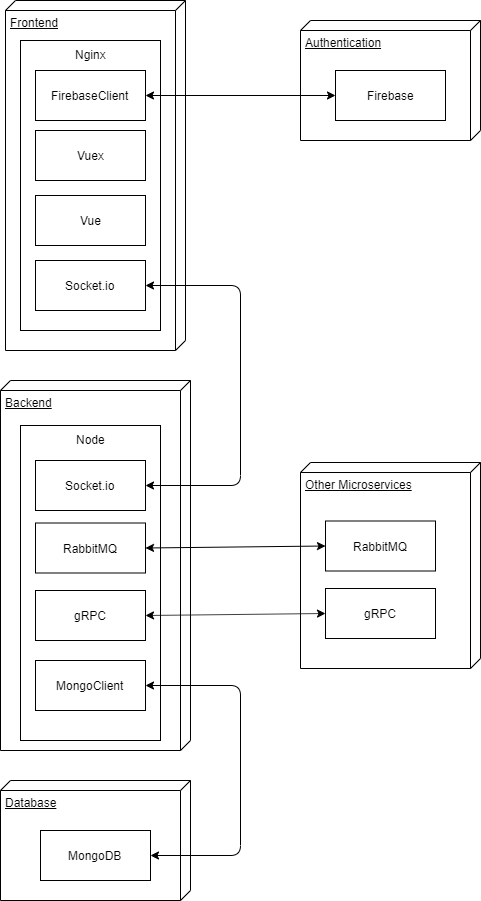 Frontend
Nginx
FirebaseClient
Vuex
Vue
Socket.io
Authentication
Firebase
Backend
Node
Socket.io
RabbitMQ
gRPC
MongoClient
Other Microservices
RabbitMQ
gRPC
Database
MongoDB